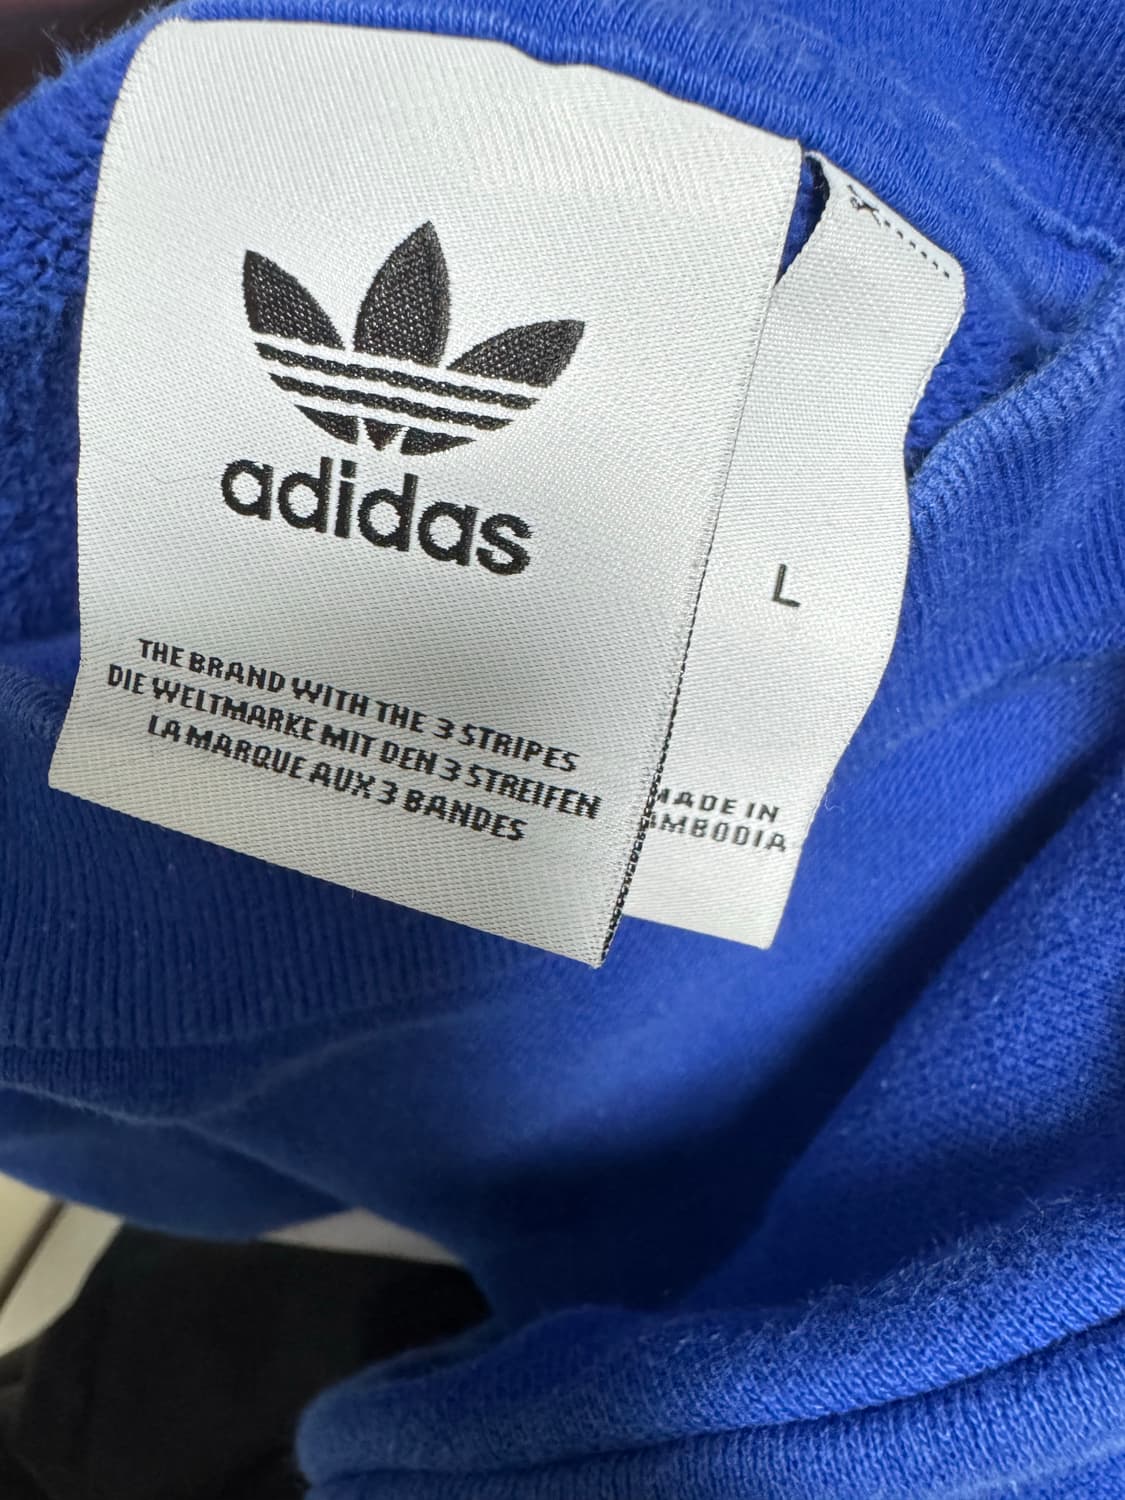 adidas
THE BRAND WITH THE 3 STRIPES
DIE WELTMARKE MIT DEN 3 STREIFEN
LA MARQUE AUX 3 BANDES
L
MADE IN
AMBODIA